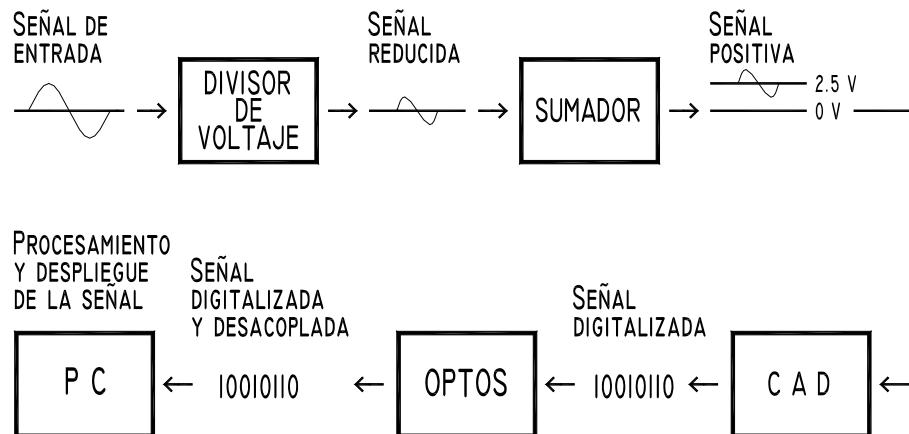 SEÑAL DE
ENTRADA
DIVISOR
DE
VOLTAJE
SEÑAL
REDUCIDA
SUMADOR
SEÑAL
POSITIVA
2.5 V
0 V
PROCESAMIENTO
Y DESPLIEGUE
DE LA SEÑAL
P C
SEÑAL
DIGITALIZADA
Y DESACOPLADA
10010110
OPTOS
SEÑAL
DIGITALIZADA
10010110
C A D